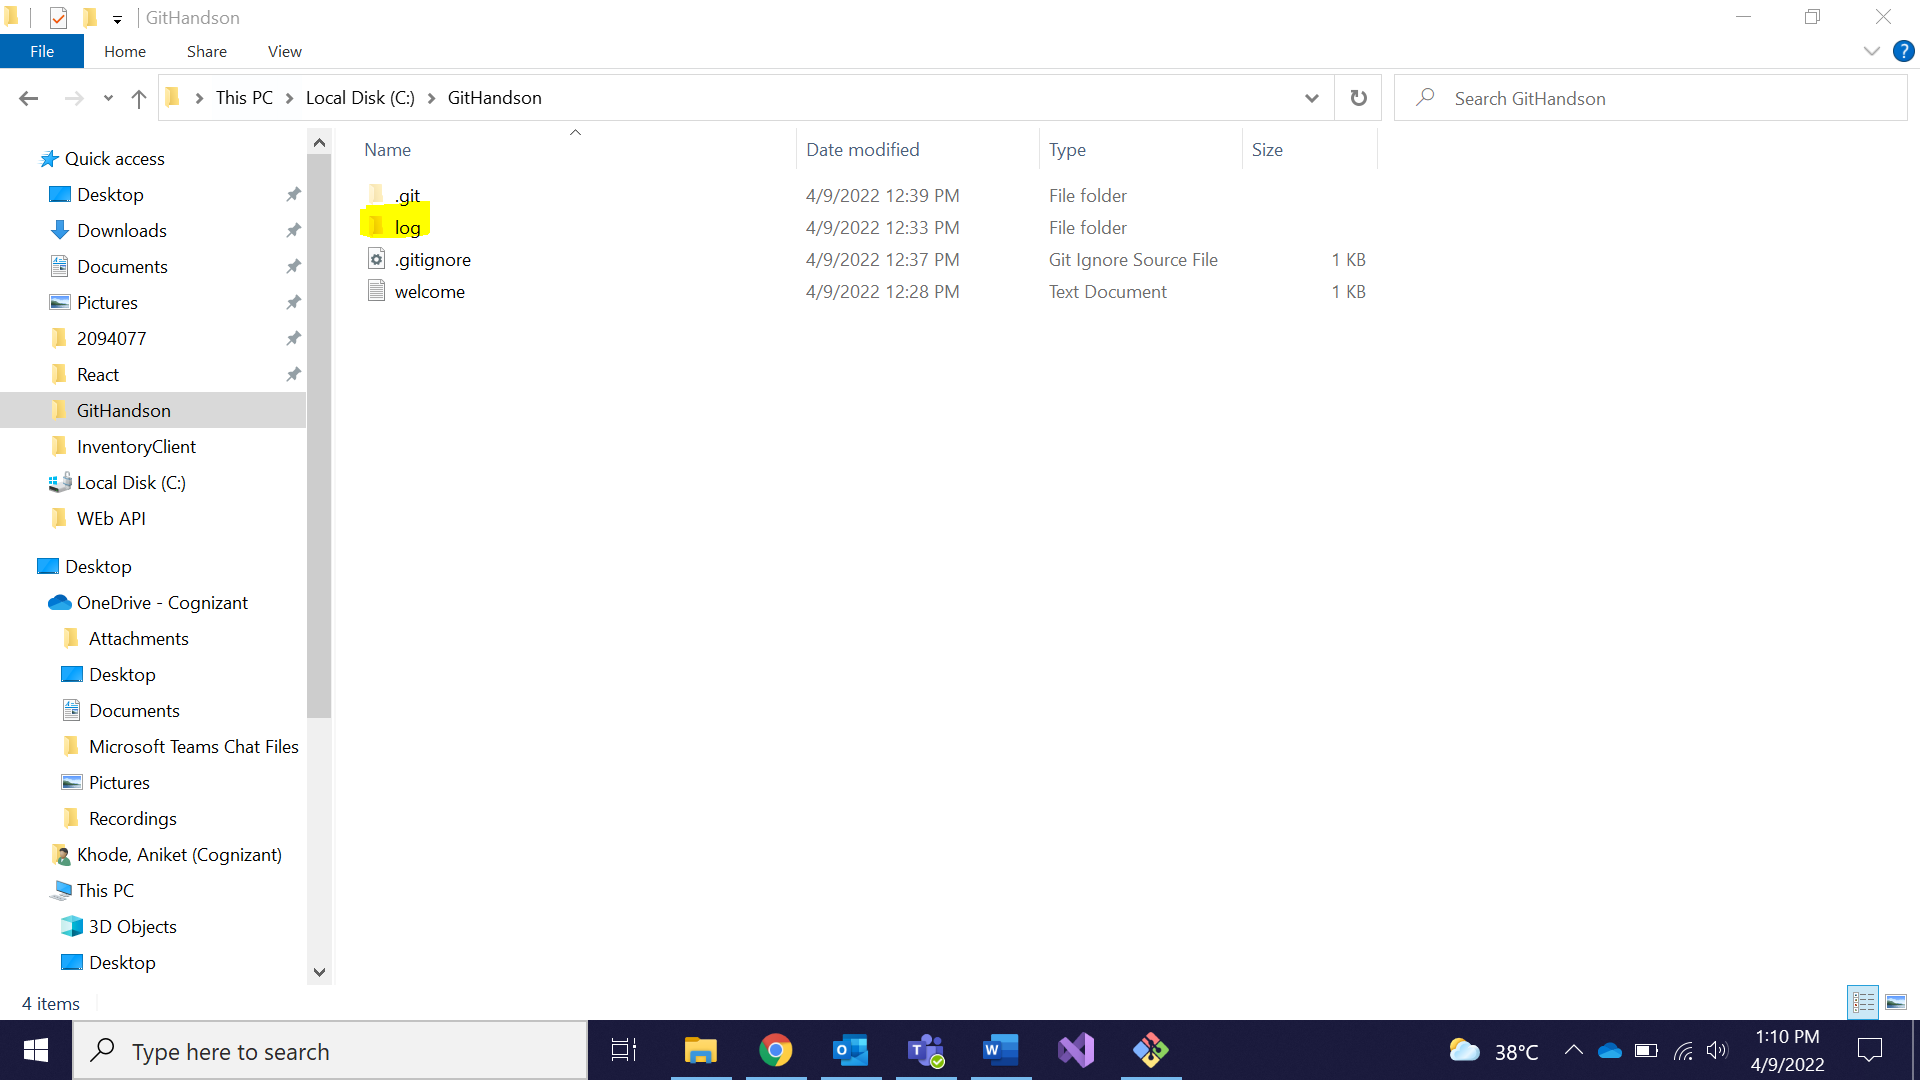 GitHandson
File Home Share View
This PC Local Disk (C:) GitHandson
Search GitHandson
Name Date modified Type Size
.git 4/9/2022 12:39 PM File folder
log 4/9/2022 12:33 PM File folder
.gitignore 4/9/2022 12:37 PM Git Ignore Source File 1 KB
welcome 4/9/2022 12:28 PM Text Document 1 KB
Quick access
Desktop
Downloads
Documents
Pictures
2094077
React
GitHandson
InventoryClient
Local Disk (C:)
WEb API
Desktop
OneDrive - Cognizant
Attachments
Desktop
Documents
Microsoft Teams Chat Files
Pictures
Recordings
Khode, Aniket (Cognizant)
This PC
3D Objects
Desktop
4 items
Type here to search
38°C
1:10 PM
4/9/2022